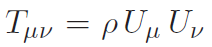 T_{μν} = ρ U_μ U_ν